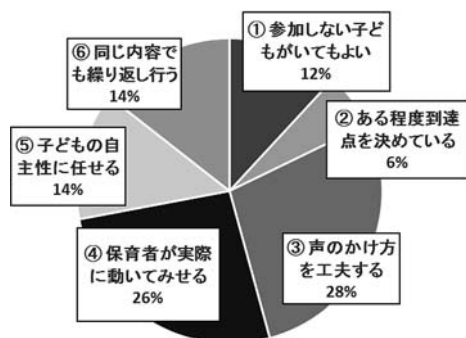 ① 参加しない子ど
もがいてもよい
12%
② ある程度到達
点を決めている
6%
③ 声のかけ方
を工夫する
28%
④ 保育者が実際
に動いてみせる
26%
⑤ 子どもの自
主性に任せる
14%
⑥ 同じ内容で
も繰り返し行う
14%